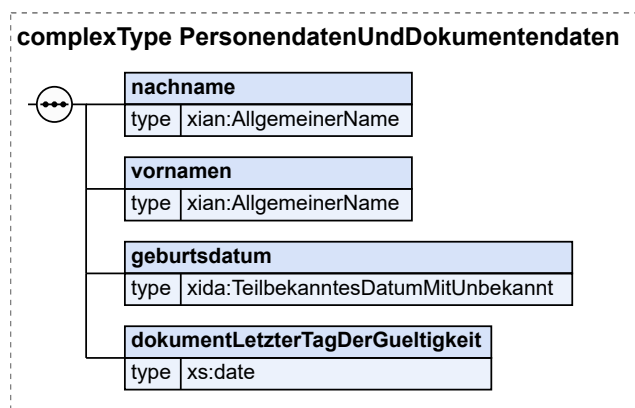 complexType PersonendatenUndDokumentendaten
nachname
type xian:AllgemeinerName
vornamen
type xian:AllgemeinerName
geburtsdatum
type xida:TeilbekanntesDatumMitUnbekannt
dokumentLetzterTagDerGueltigkeit
type xs:date